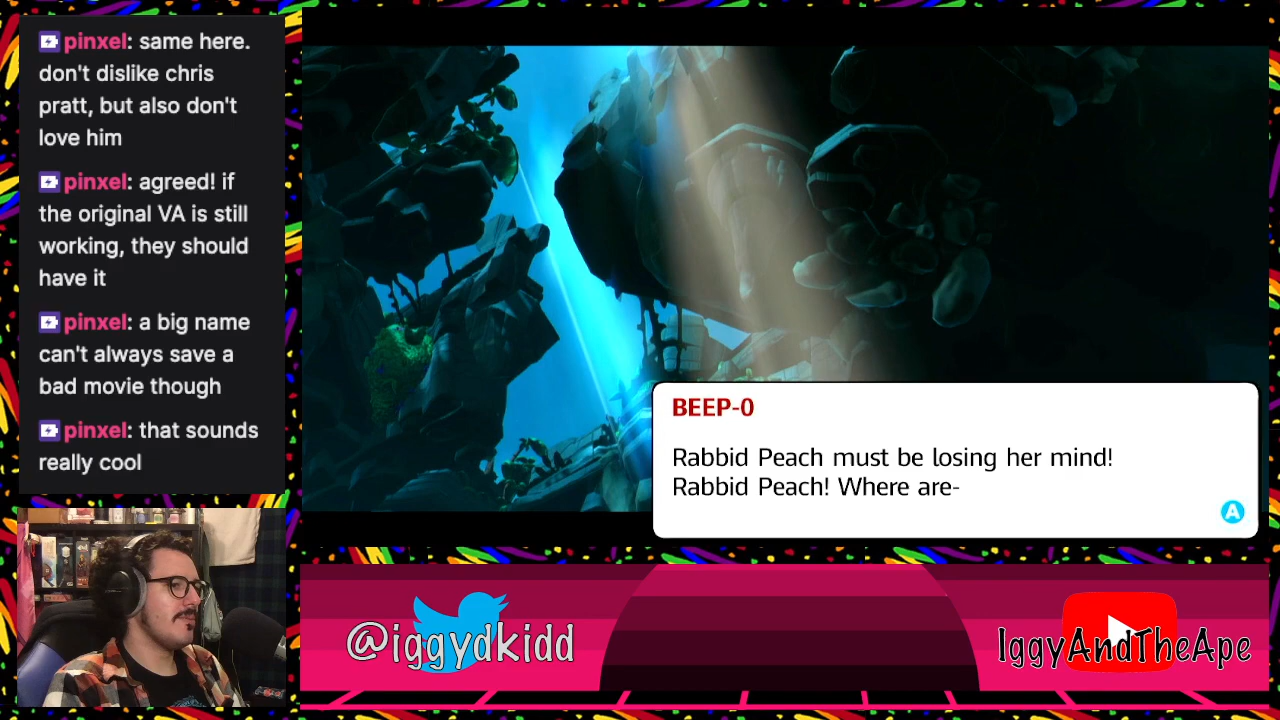 pinxel: same here.
don't dislike chris
pratt, but also don't
love him
pinxel: agreed! if
the original VA is still
working, they should
have it
pinxel: a big name
can't always save a
bad movie though
pinxel: that sounds
really cool
BEEP-0
Rabbid Peach must be losing her mind!
Rabbid Peach! Where are-
A
@iggydkidd
IggyAndTheApe